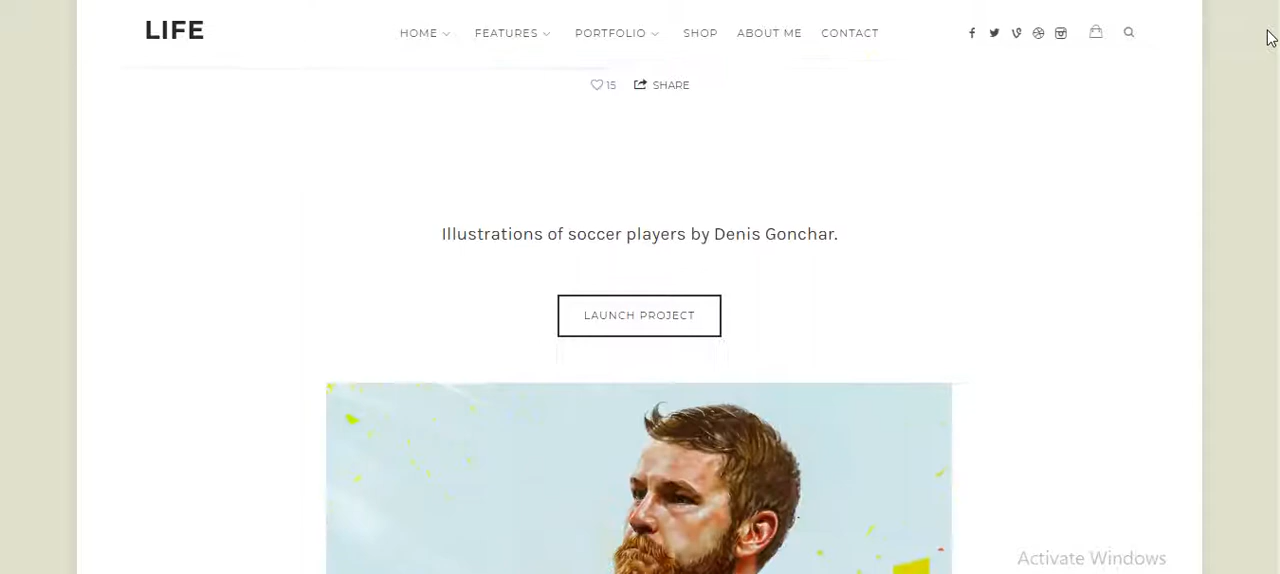 LIFE HOME FEATURES PORTFOLIO SHOP ABOUT ME CONTACT
15 SHARE
Illustrations of soccer players by Denis Gonchar.
LAUNCH PROJECT
Activate Windows